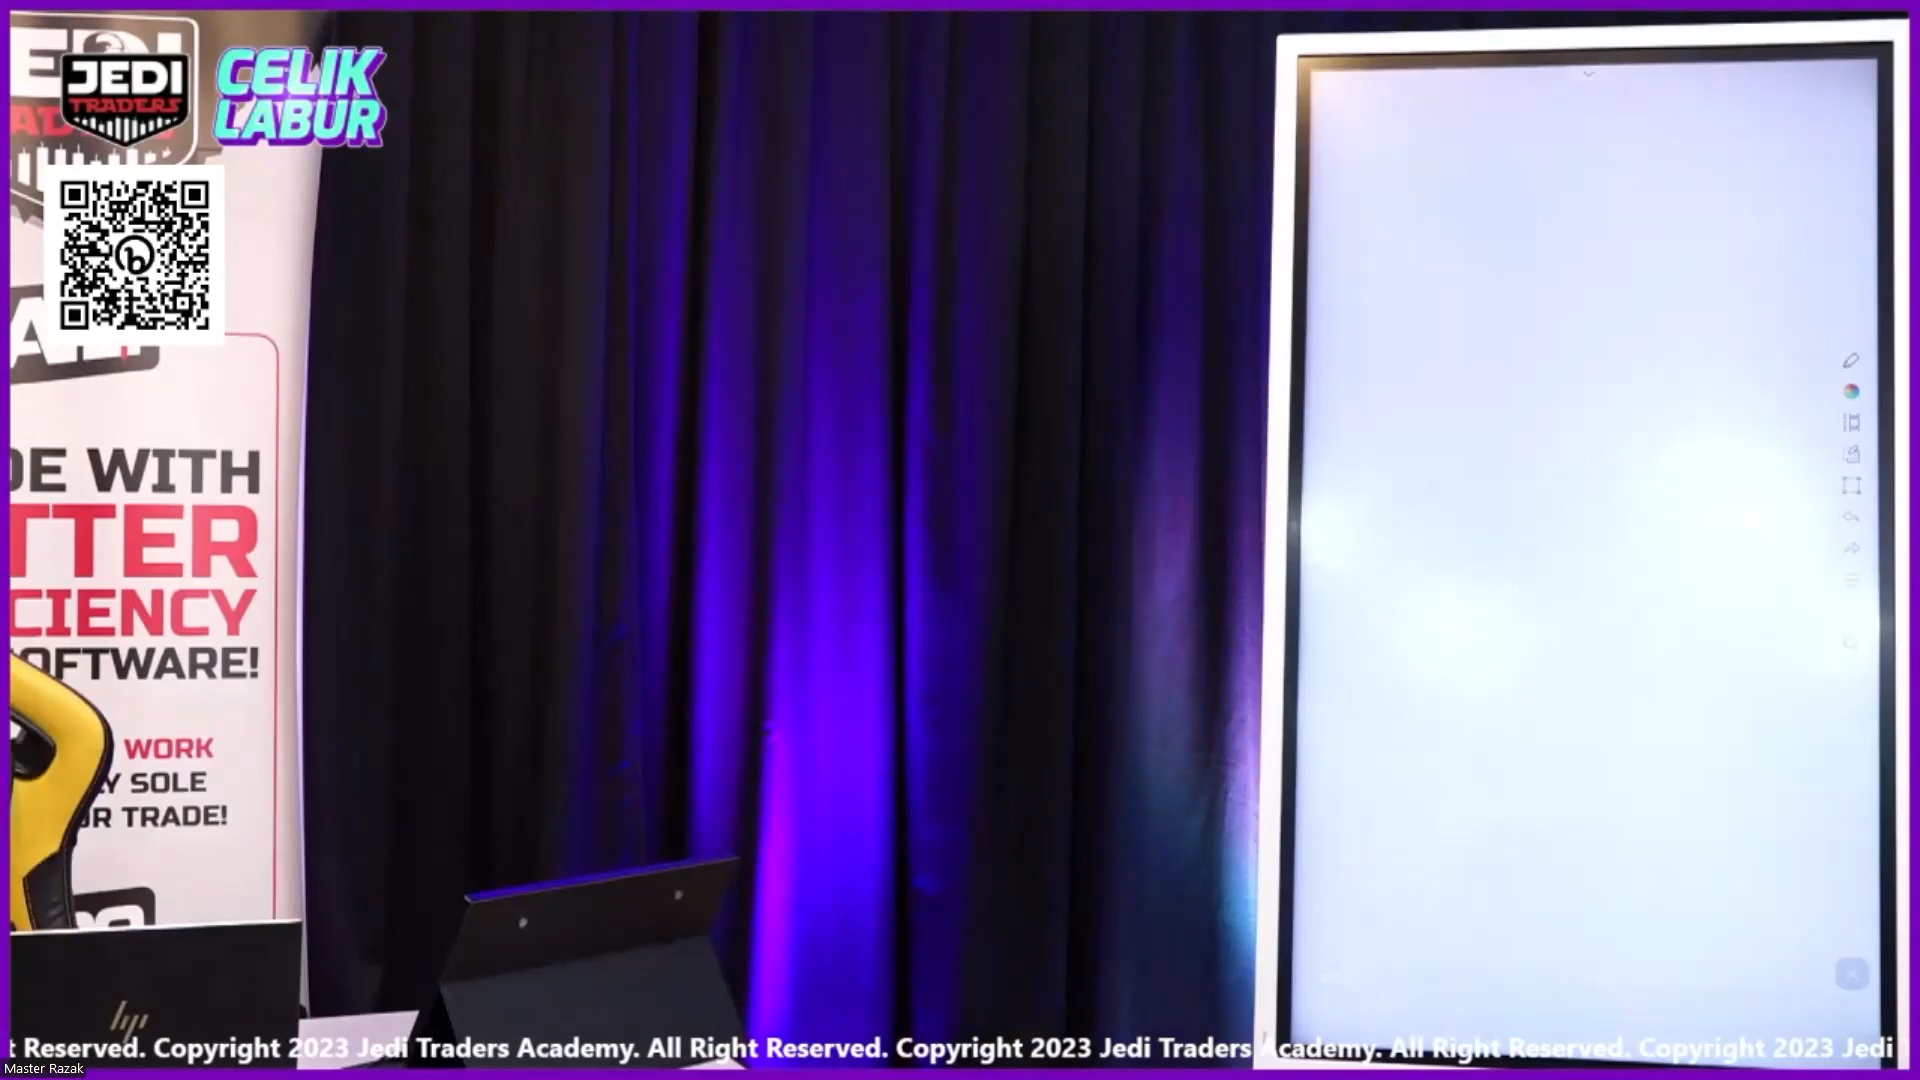 JEDI
TRADERS
CELIK
LABUR
DE WITH
TTER
CIENCY
OFTWARE!
WORK
Y SOLE
R TRADE!
hp
t Reserved. Copyright 2023 Jedi Traders Academy. All Right Reserved. Copyright 2023 Jedi Traders Academy. All Right Reserved. Copyright 2023 Jedi
Master Razak